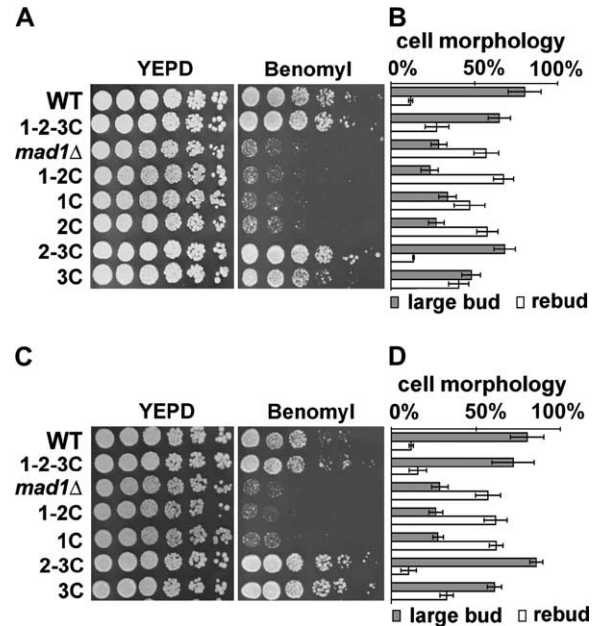 A
B
cell morphology
YEPD
Benomyl
0%
50%
100%
WT
1-2-3C
mad1Δ
1-2C
1C
2C
2-3C
3C
large bud
rebud
C
D
cell morphology
YEPD
Benomyl
0%
50%
100%
WT
1-2-3C
mad1Δ
1-2C
1C
2-3C
3C
large bud
rebud